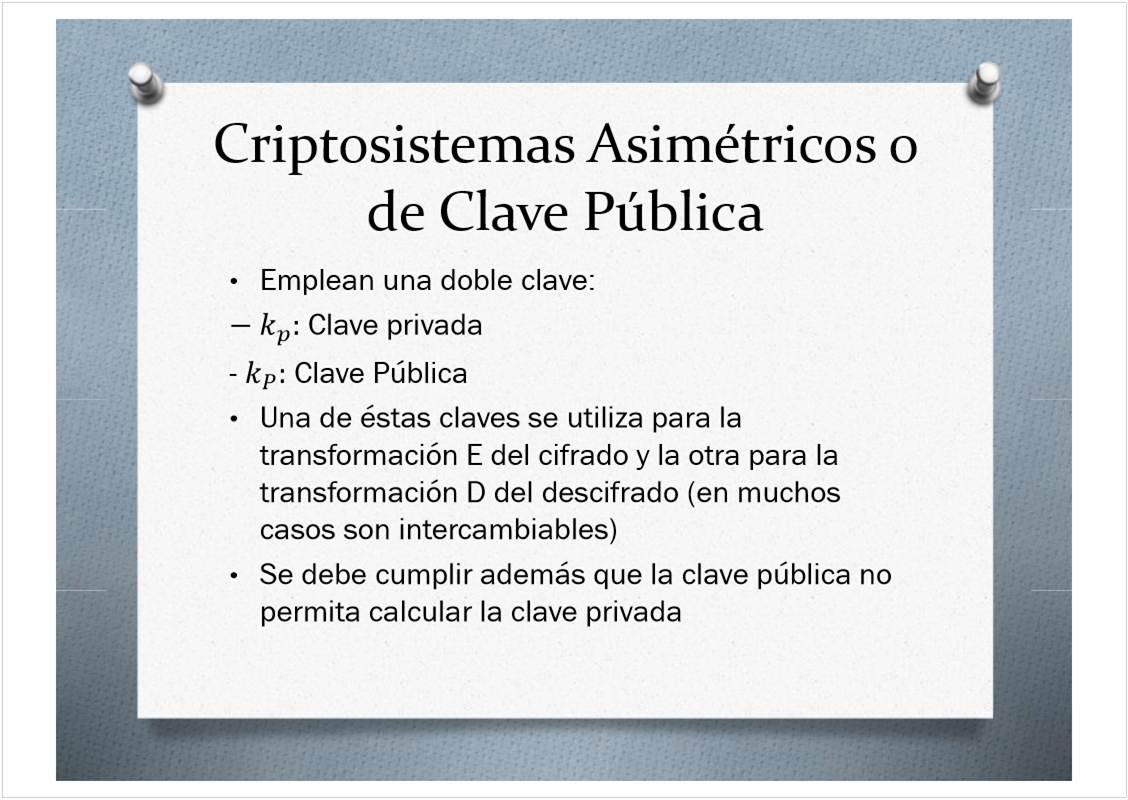 Criptosistemas Asimétricos o
de Clave Pública
• Emplean una doble clave:
− k_p: Clave privada
- k_P: Clave Pública
• Una de éstas claves se utiliza para la
transformación E del cifrado y la otra para la
transformación D del descifrado (en muchos
casos son intercambiables)
• Se debe cumplir además que la clave pública no
permita calcular la clave privada